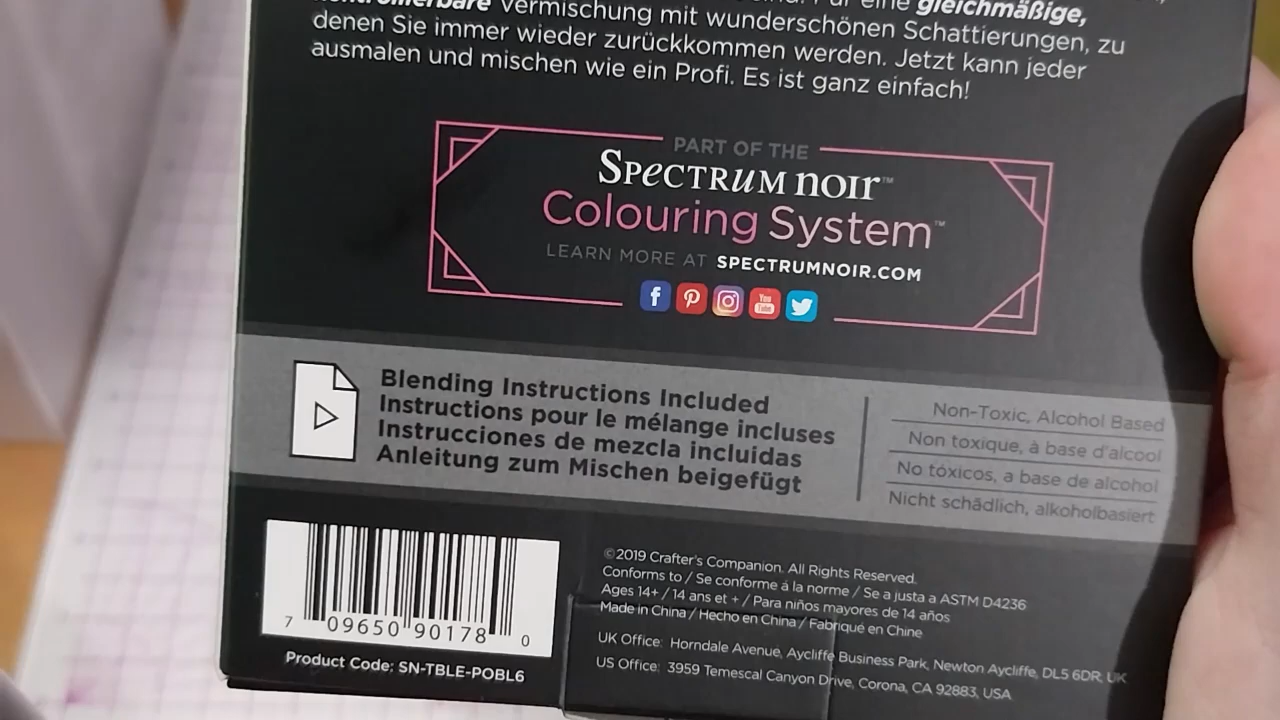 kontrollierbare Vermischung mit wunderschönen Schattierungen, zu
Für eine gleichmäßige,
denen Sie immer wieder zurückkommen werden. Jetzt kann jeder
ausmalen und mischen wie ein Profi. Es ist ganz einfach!
PART OF THE
SPeCTRUM noir™
Colouring System™
LEARN MORE AT SPECTRUMNOIR.COM
You
Tube
Blending Instructions Included
Instructions pour le mélange incluses
Instrucciones de mezcla incluidas
Anleitung zum Mischen beigefügt
Non-Toxic, Alcohol Based
Non toxique, à base d'alcool
No tóxicos, a base de alcohol
Nicht schädlich, alkoholbasiert
7 09650 90178 0
Product Code: SN-TBLE-POBL6
©2019 Crafter's Companion. All Rights Reserved.
Conforms to / Se conforme á la norme / Se a justa a ASTM D4236
Ages 14+ / 14 ans et + / Para niños mayores de 14 años
Made in China / Hecho en China / Fabriqué en Chine
UK Office: Horndale Avenue, Aycliffe Business Park, Newton Aycliffe, DL5 6DR, UK
US Office: 3959 Temescal Canyon Drive, Corona, CA 92883, USA